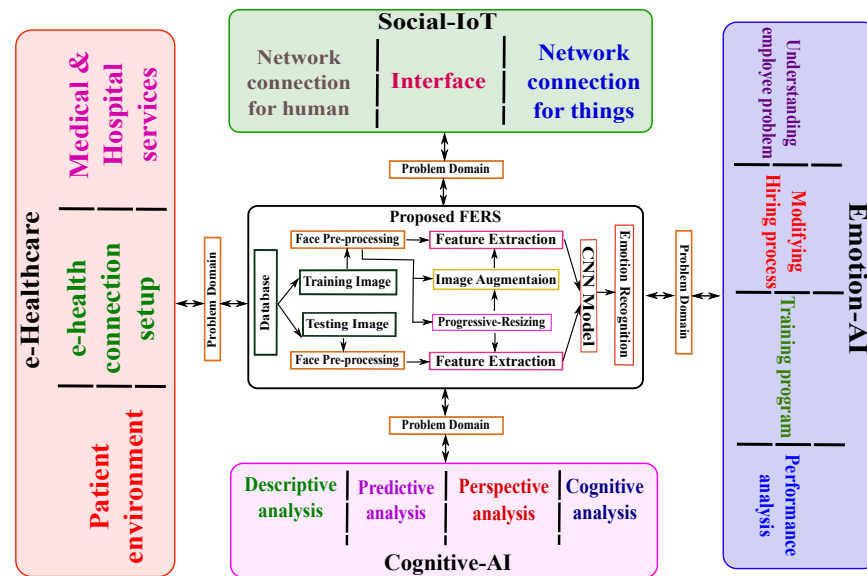 Social-IoT
Network
connection
for human
Interface
Network
connection
for things
Problem Domain
e-Healthcare
Medical &
Hospital
services
e-health
connection
setup
Patient
environment
Problem Domain
Proposed FERS
Database
Face Pre-processing
Training Image
Testing Image
Face Pre-processing
Feature Extraction
Image Augmentaion
Progressive-Resizing
Feature Extraction
CNN Model
Emotion Recognition
Problem Domain
Understanding
employee problem
Modifying
Hiring process
Training program
Performance
analysis
Emotion-AI
Problem Domain
Descriptive
analysis
Predictive
analysis
Perspective
analysis
Cognitive
analysis
Cognitive-AI